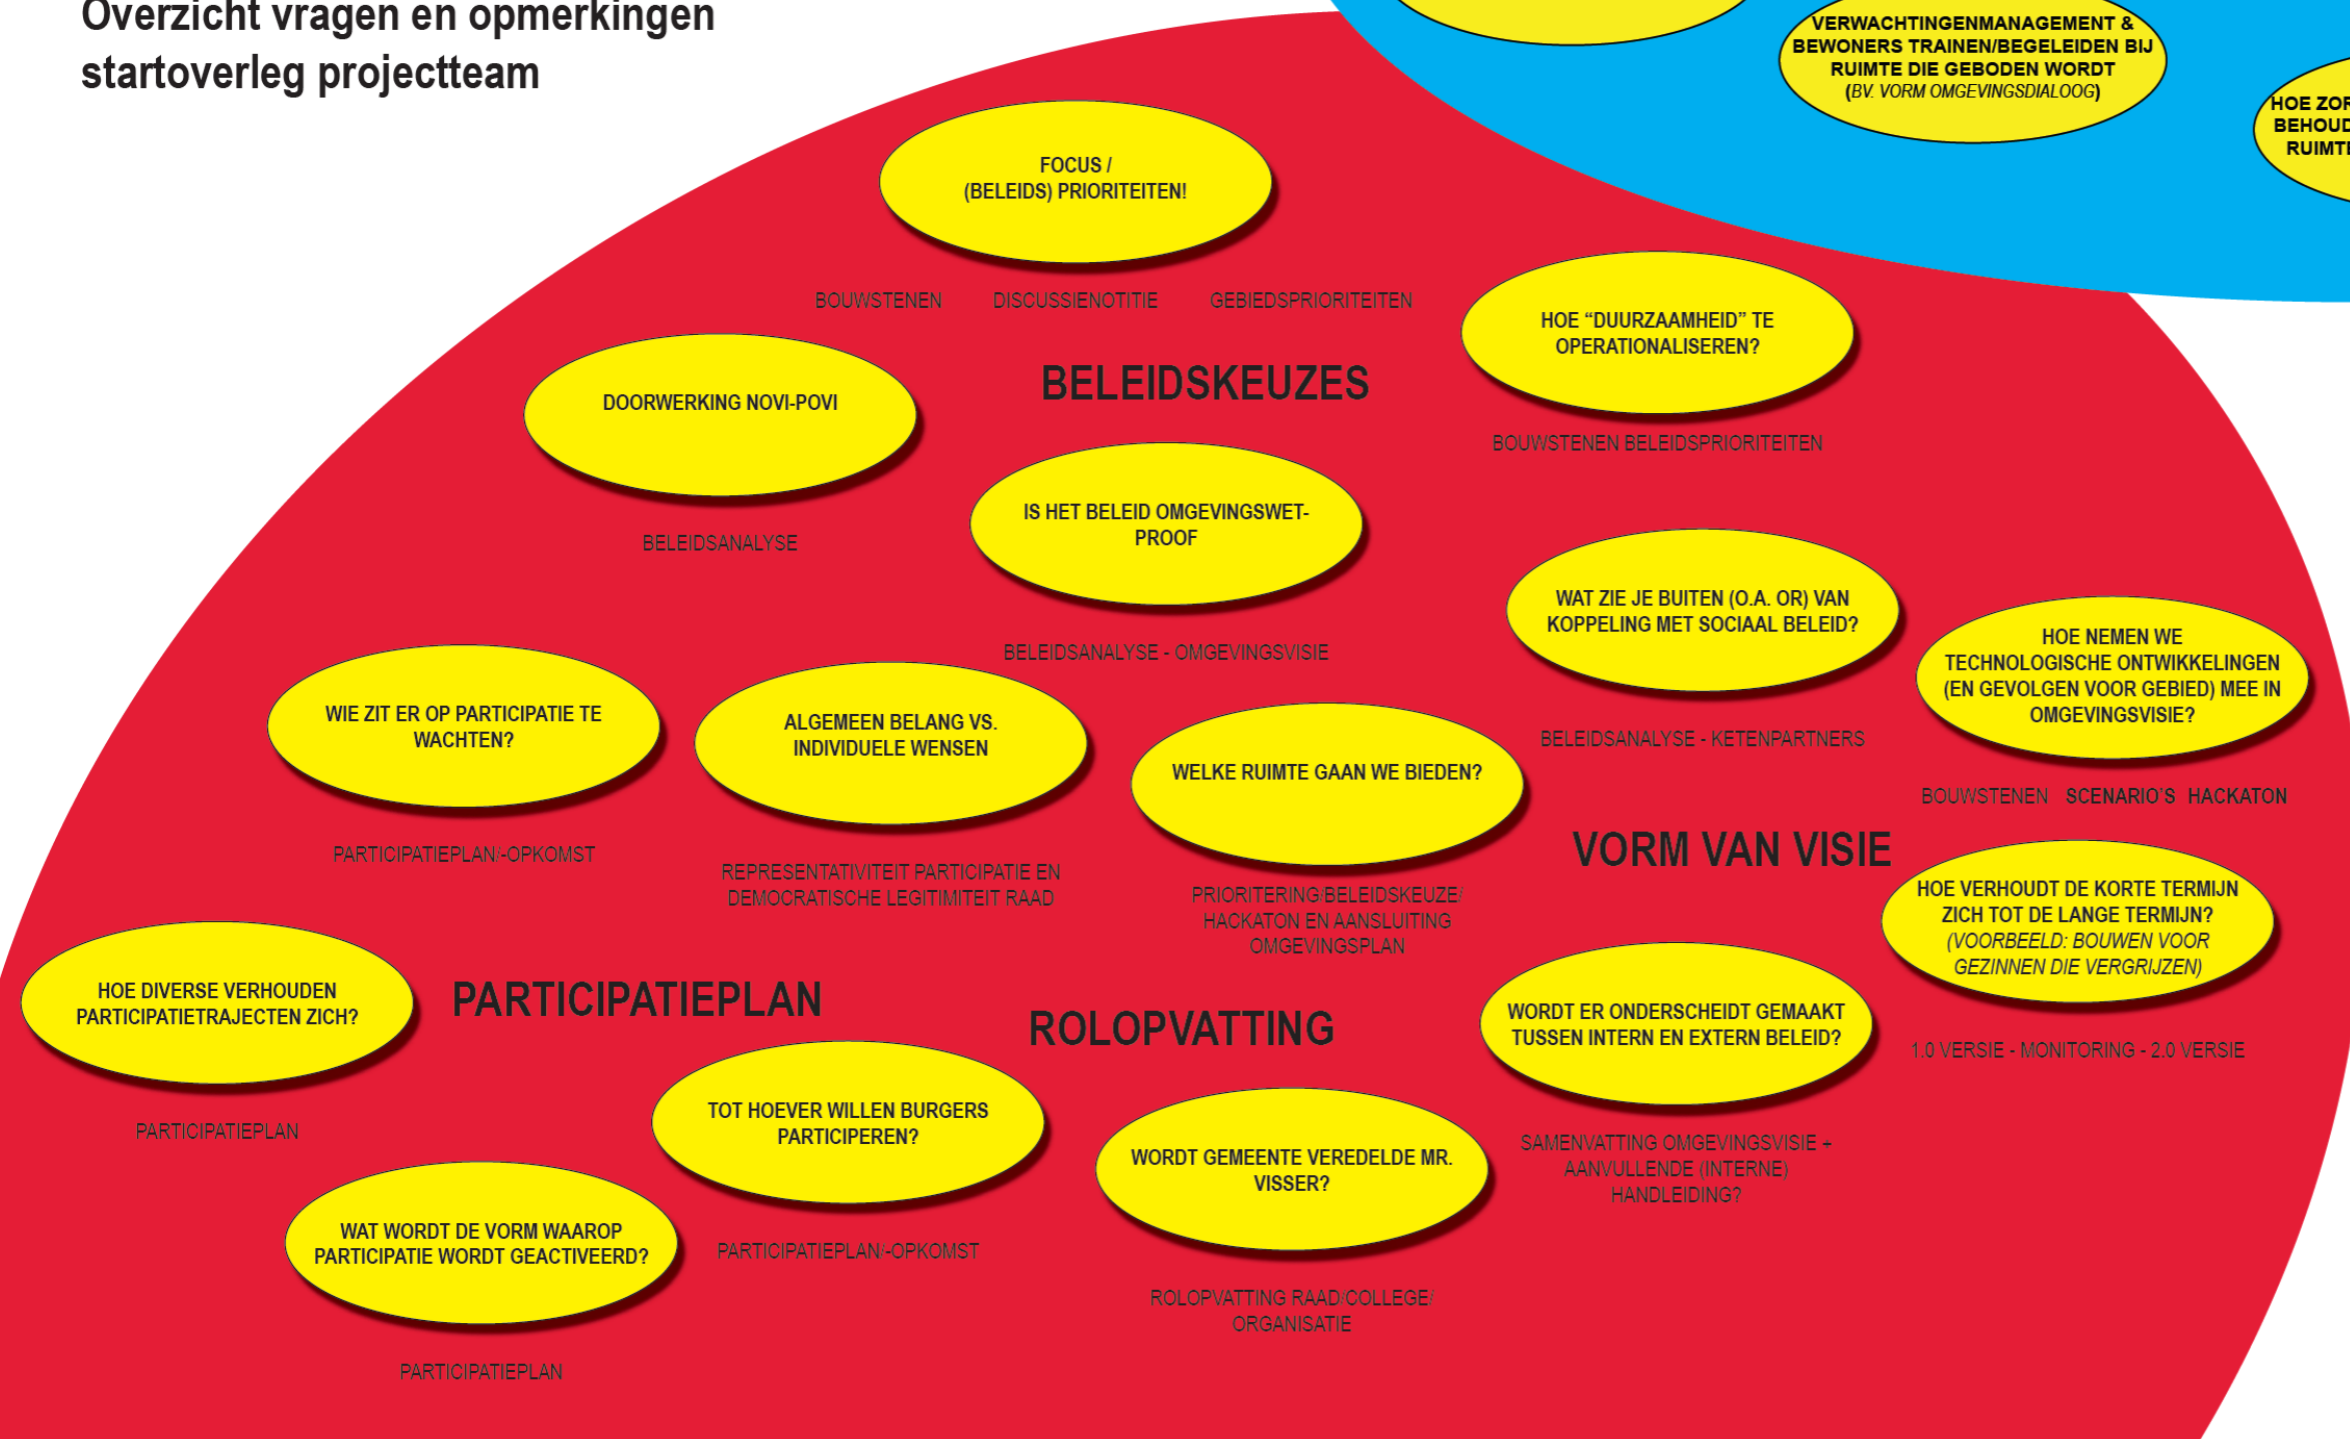 Overzicht vragen en opmerkingen
startoverleg projectteam
VERWACHTINGENMANAGEMENT &
BEWONERS TRAINEN/BEGELEIDEN BIJ
RUIMTE DIE GEBODEN WORDT
(BV. VORM OMGEVINGSDIALOOG)
HOE
BEHOUD
FOCUS /
(BELEIDS) PRIORITEITEN!
BOUWSTENEN DISCUSSIENOTITIE GEBIEDSPRIORITEITEN
HOE “DUURZAAMHEID” TE
OPERATIONALISEREN?
BOUWSTENEN BELEIDSPRIORITEITEN
BELEIDSKEUZES
DOORWERKING NOVI-POVI
BELEIDSANALYSE
IS HET BELEID OMGEVINGSWET-
PROOF
BELEIDSANALYSE - OMGEVINGSVISIE
WAT ZIE JE BUITEN (O.A. OR) VAN
KOPPELING MET SOCIAAL BELEID?
BELEIDSANALYSE - KETENPARTNERS
HOE NEMEN WE
TECHNOLOGISCHE ONTWIKKELINGEN
(EN GEVOLGEN VOOR GEBIED) MEE IN
OMGEVINGSVISIE?
BOUWSTENEN SCENARIO'S HACKATON
WIE ZIT ER OP PARTICIPATIE TE
WACHTEN?
PARTICIPATIEPLAN/-OPKOMST
ALGEMEEN BELANG VS.
INDIVIDUELE WENSEN
REPRESENTATIVITEIT PARTICIPATIE EN
DEMOCRATISCHE LEGITIMITEIT RAAD
WELKE RUIMTE GAAN WE BIEDEN?
PRIORITERING/BELEIDSKEUZE/
HACKATON EN AANSLUITING
OMGEVINGSPLAN
VORM VAN VISIE
HOE VERHOUDT DE KORTE TERMIJN
ZICH TOT DE LANGE TERMIJN?
(VOORBEELD: BOUWEN VOOR
GEZINNEN DIE VERGRIJZEN)
1.0 VERSIE - MONITORING - 2.0 VERSIE
HOE DIVERSE VERHOUDEN
PARTICIPATIETRAJECTEN ZICH?
PARTICIPATIEPLAN
PARTICIPATIEPLAN
ROLOPVATTING
WORDT ER ONDERSCHEIDT GEMAAKT
TUSSEN INTERN EN EXTERN BELEID?
SAMENVATTING OMGEVINGSVISIE +
AANVULLENDE (INTERNE)
HANDLEIDING?
TOT HOEVER WILLEN BURGERS
PARTICIPEREN?
PARTICIPATIEPLAN/-OPKOMST
WORDT GEMEENTE VEREDELDE MR.
VISSER?
ROLOPVATTING RAAD/COLLEGE/
ORGANISATIE
WAT WORDT DE VORM WAAROP
PARTICIPATIE WORDT GEACTIVEERD?
PARTICIPATIEPLAN